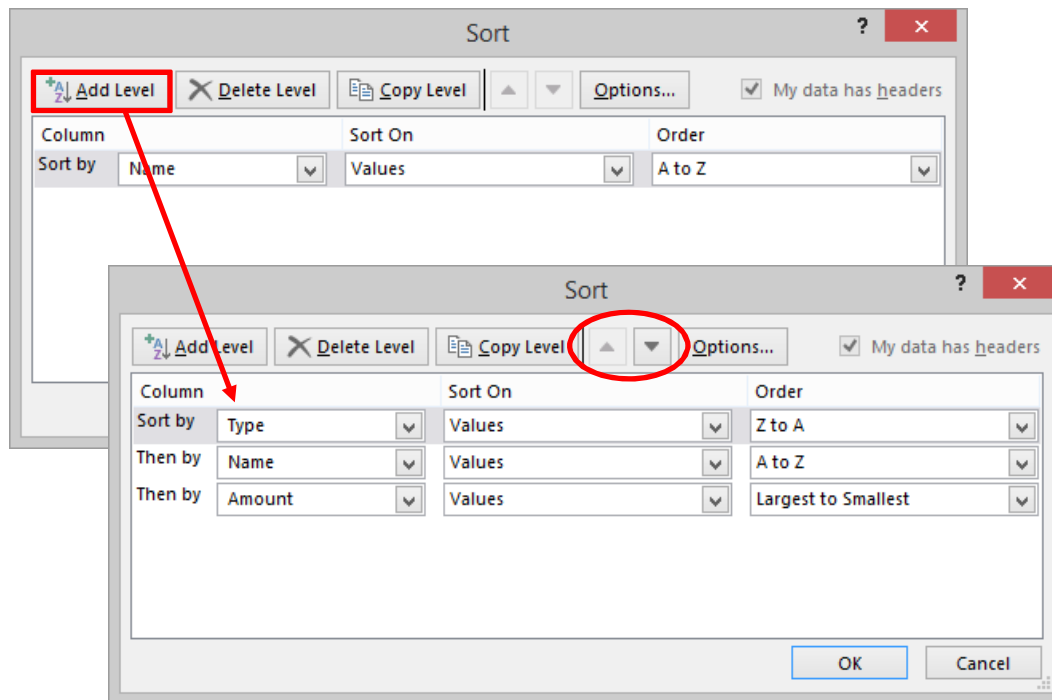 Sort ?
Add Level Delete Level Copy Level Options... My data has headers
Column Sort On Order
Sort by Name Values A to Z
Sort ?
Add Level Delete Level Copy Level Options... My data has headers
Column Sort On Order
Sort by Type Values Z to A
Then by Name Values A to Z
Then by Amount Values Largest to Smallest
OK Cancel